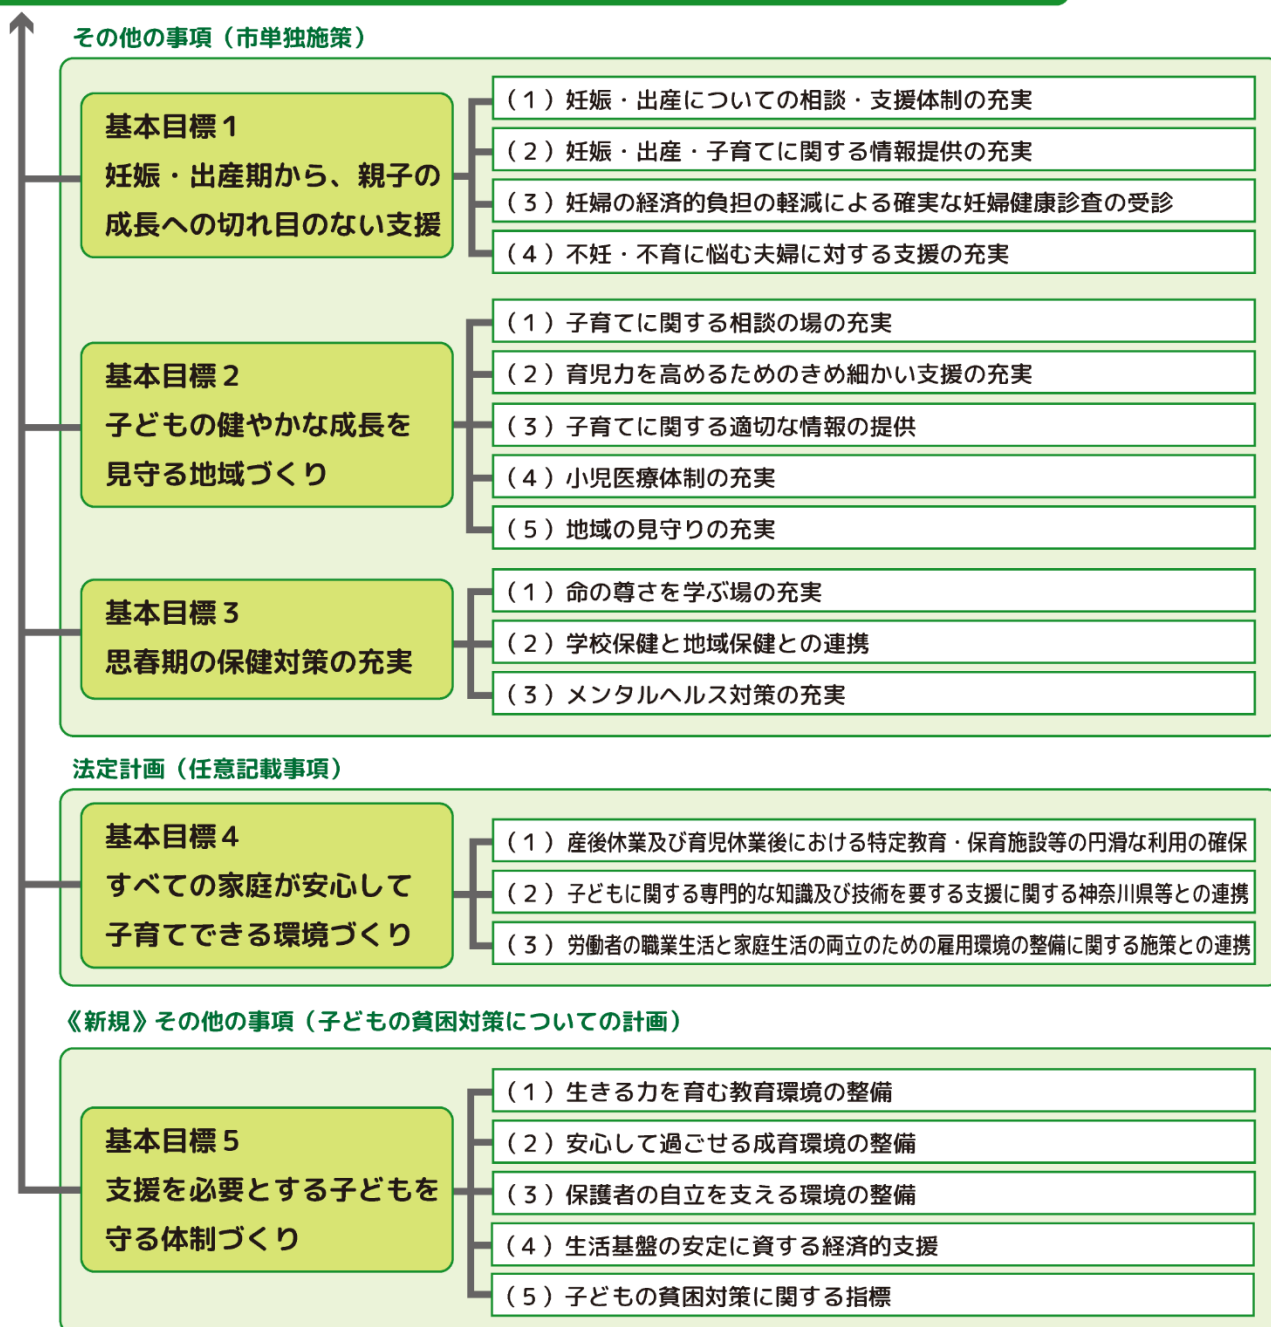 その他の事項（市単独施策）
基本目標１
妊娠・出産期から、親子の
成長への切れ目のない支援
（１）妊娠・出産についての相談・支援体制の充実
（２）妊娠・出産・子育てに関する情報提供の充実
（３）妊婦の経済的負担の軽減による確実な妊婦健康診査の受診
（４）不妊・不育に悩む夫婦に対する支援の充実
基本目標２
子どもの健やかな成長を
見守る地域づくり
（１）子育てに関する相談の場の充実
（２）育児力を高めるためのきめ細かい支援の充実
（３）子育てに関する適切な情報の提供
（４）小児医療体制の充実
（５）地域の見守りの充実
基本目標３
思春期の保健対策の充実
（１）命の尊さを学ぶ場の充実
（２）学校保健と地域保健との連携
（３）メンタルヘルス対策の充実
法定計画（任意記載事項）
基本目標４
すべての家庭が安心して
子育てできる環境づくり
（１）産後休業及び育児休業後における特定教育・保育施設等の円滑な利用の確保
（２）子どもに関する専門的な知識及び技術を要する支援に関する神奈川県等との連携
（３）労働者の職業生活と家庭生活の両立のための雇用環境の整備に関する施策との連携
《新規》その他の事項（子どもの貧困対策についての計画）
基本目標５
支援を必要とする子どもを
守る体制づくり
（１）生きる力を育む教育環境の整備
（２）安心して過ごせる成育環境の整備
（３）保護者の自立を支える環境の整備
（４）生活基盤の安定に資する経済的支援
（５）子どもの貧困対策に関する指標